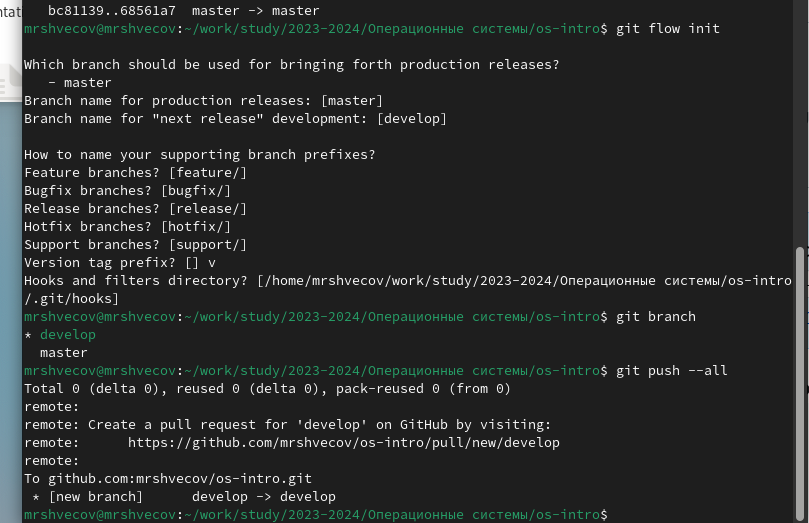 ntat
bc81139..68561a7  master -> master
mrshvecov@mrshvecov:~/work/study/2023-2024/Операционные системы/os-intro$ git flow init
Which branch should be used for bringing forth production releases?
   - master
Branch name for production releases: [master]
Branch name for "next release" development: [develop]
How to name your supporting branch prefixes?
Feature branches? [feature/]
Bugfix branches? [bugfix/]
Release branches? [release/]
Hotfix branches? [hotfix/]
Support branches? [support/]
Version tag prefix? [] v
Hooks and filters directory? [/home/mrshvecov/work/study/2023-2024/Операционные системы/os-intro
/.git/hooks]
mrshvecov@mrshvecov:~/work/study/2023-2024/Операционные системы/os-intro$ git branch
* develop
  master
mrshvecov@mrshvecov:~/work/study/2023-2024/Операционные системы/os-intro$ git push --all
Total 0 (delta 0), reused 0 (delta 0), pack-reused 0 (from 0)
remote:
remote: Create a pull request for 'develop' on GitHub by visiting:
remote:      https://github.com/mrshvecov/os-intro/pull/new/develop
remote:
To github.com:mrshvecov/os-intro.git
 * [new branch]      develop -> develop
mrshvecov@mrshvecov:~/work/study/2023-2024/Операционные системы/os-intro$